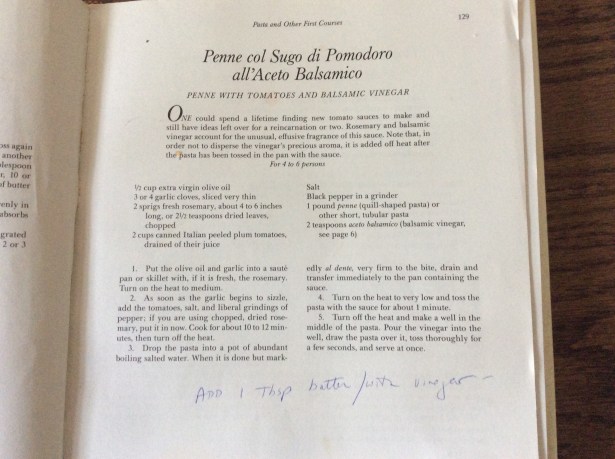 oss again
another
blespoon
r. 10 or
of butter
enly in
absorbs
grated
2 or 3
Pasta and Other First Courses
129
Penne col Sugo di Pomodoro
all'Aceto Balsamico
PENNE WITH TOMATOES AND BALSAMIC VINEGAR
ONE could spend a lifetime finding new tomato sauces to make and
still have ideas left over for a reincarnation or two. Rosemary and balsamic
vinegar account for the unusual, effusive fragrance of this sauce. Note that, in
order not to disperse the vinegar's precious aroma, it is added off heat after
the pasta has been tossed in the pan with the sauce.
For 4 to 6 persons
½ cup extra virgin olive oil
3 or 4 garlic cloves, sliced very thin
2 sprigs fresh rosemary, about 4 to 6 inches
long, or 2½ teaspoons dried leaves,
chopped
2 cups canned Italian peeled plum tomatoes,
drained of their juice
Salt
Black pepper in a grinder
1 pound penne (quill-shaped pasta) or
other short, tubular pasta
2 teaspoons aceto balsamico (balsamic vinegar,
see page 6)
1. Put the olive oil and garlic into a sauté
pan or skillet with, if it is fresh, the rosemary.
Turn on the heat to medium.
2. As soon as the garlic begins to sizzle,
add the tomatoes, salt, and liberal grindings of
pepper; if you are using chopped, dried rose-
mary, put it in now. Cook for about 10 to 12 min-
utes, then turn off the heat.
3. Drop the pasta into a pot of abundant
boiling salted water. When it is done but mark-
edly al dente, very firm to the bite, drain and
transfer immediately to the pan containing the
sauce.
4. Turn on the heat to very low and toss the
pasta with the sauce for about 1 minute.
5. Turn off the heat and make a well in the
middle of the pasta. Pour the vinegar into the
well, draw the pasta over it, toss thoroughly for
a few seconds, and serve at once.
ADD 1 Tbsp butter with vinegar